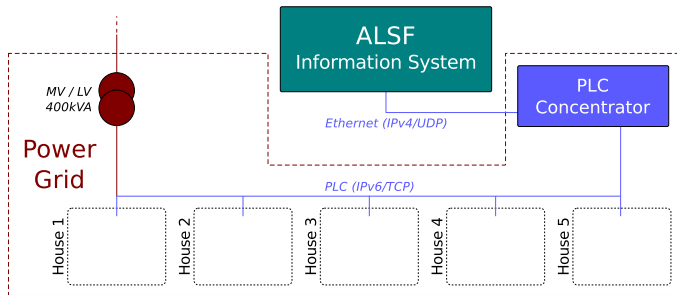 ALSF
Information System
MV / LV
400kVA
PLC
Concentrator
Ethernet (IPv4/UDP)
Power
Grid
PLC (IPv6/TCP)
House 1
House 2
House 3
House 4
House 5